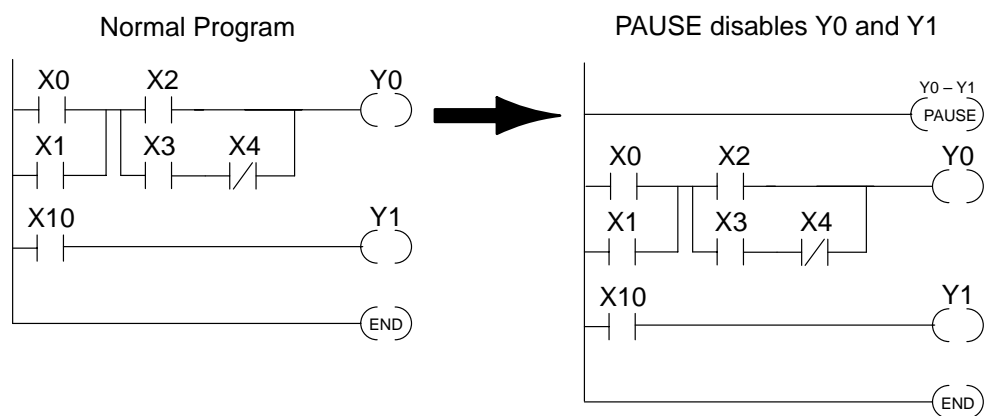 Normal Program
X0 X2 Y0
X1 X3 X4
X10 Y1
END
PAUSE disables Y0 and Y1
Y0 – Y1
PAUSE
X0 X2 Y0
X1 X3 X4
X10 Y1
END